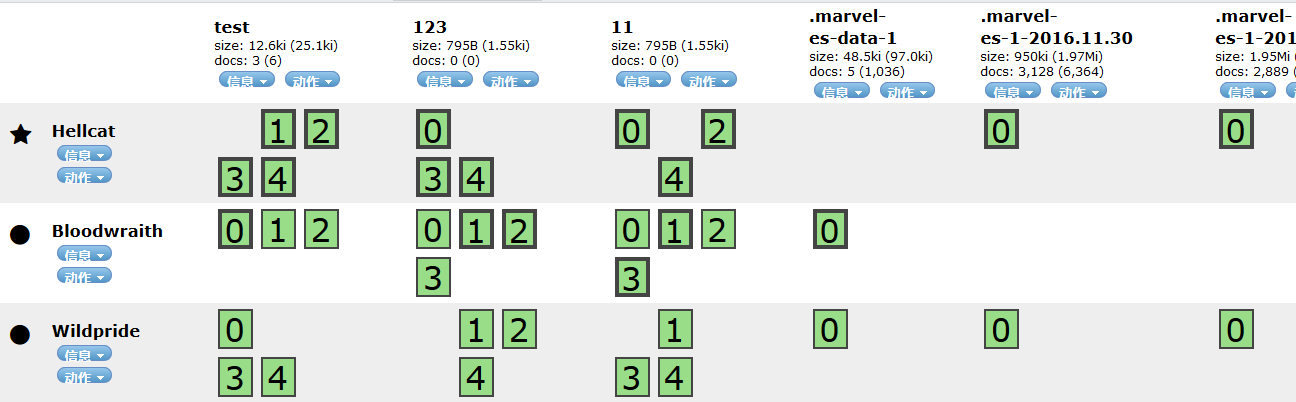 test
size: 12.6ki (25.1ki)
docs: 3 (6)
信息 动作
123
size: 795B (1.55ki)
docs: 0 (0)
信息 动作
11
size: 795B (1.55ki)
docs: 0 (0)
信息 动作
.marvel-
es-data-1
size: 48.5ki (97.0ki)
docs: 5 (1,036)
信息 动作
.marvel-
es-1-2016.11.30
size: 950ki (1.97Mi)
docs: 3,128 (6,364)
信息 动作
.marvel-
es-1-201
size: 1.95Mi (
docs: 2,889 (
信息
Hellcat
信息
动作
1 2 0 0 2 0 0
3 4 3 4 4
Bloodwraith
信息
动作
0 1 2 0 1 2 0 1 2 0
3 3
Wildpride
信息
动作
0 1 2 1 0 0 0
3 4 4 3 4